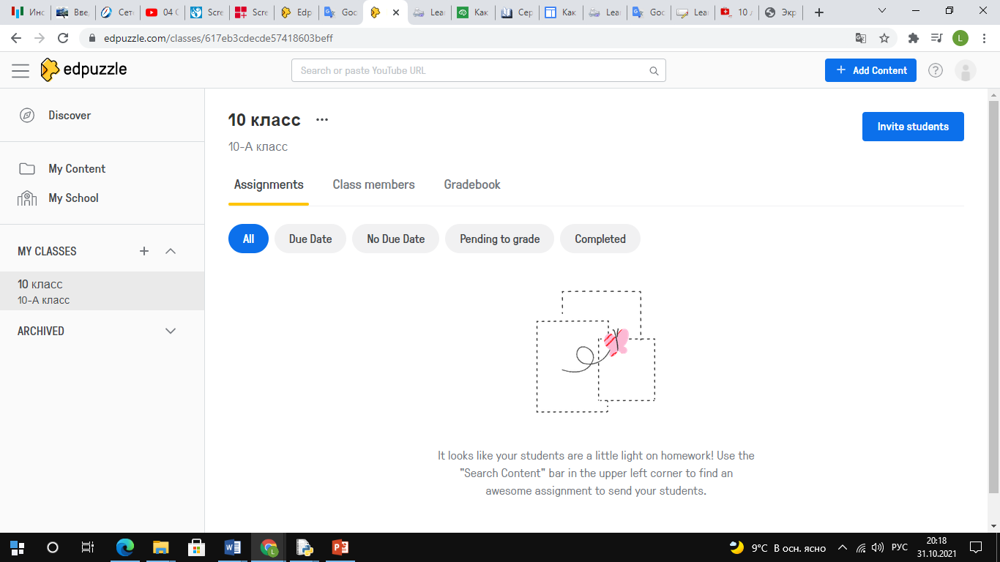 Инс
Вве,
Сете
04 С
Scre
Scre
Edp
Goo
Lear
Как
Сер
Как
Lear
Goo
Lear
10 л
Экр
edpuzzle.com/classes/617eb3cdecde57418603beff
L
edpuzzle
Search or paste YouTube URL
+ Add Content
?
Discover
My Content
My School
MY CLASSES
10 класс
10-А класс
ARCHIVED
10 класс ...
10-А класс
Invite students
Assignments Class members Gradebook
All Due Date No Due Date Pending to grade Completed
It looks like your students are a little light on homework! Use the
"Search Content" bar in the upper left corner to find an
awesome assignment to send your students.
9°C В осн. ясно
РУС
20:18
31.10.2021